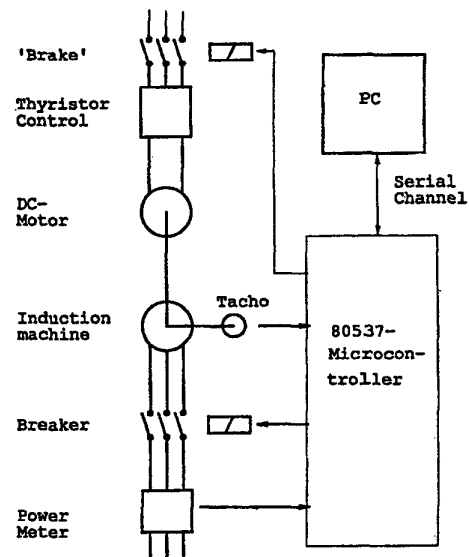 'Brake'
Thyristor
Control
PC
DC-
Motor
Serial
Channel
Tacho
Induction
machine
80537-
Microcon-
troller
Breaker
Power
Meter